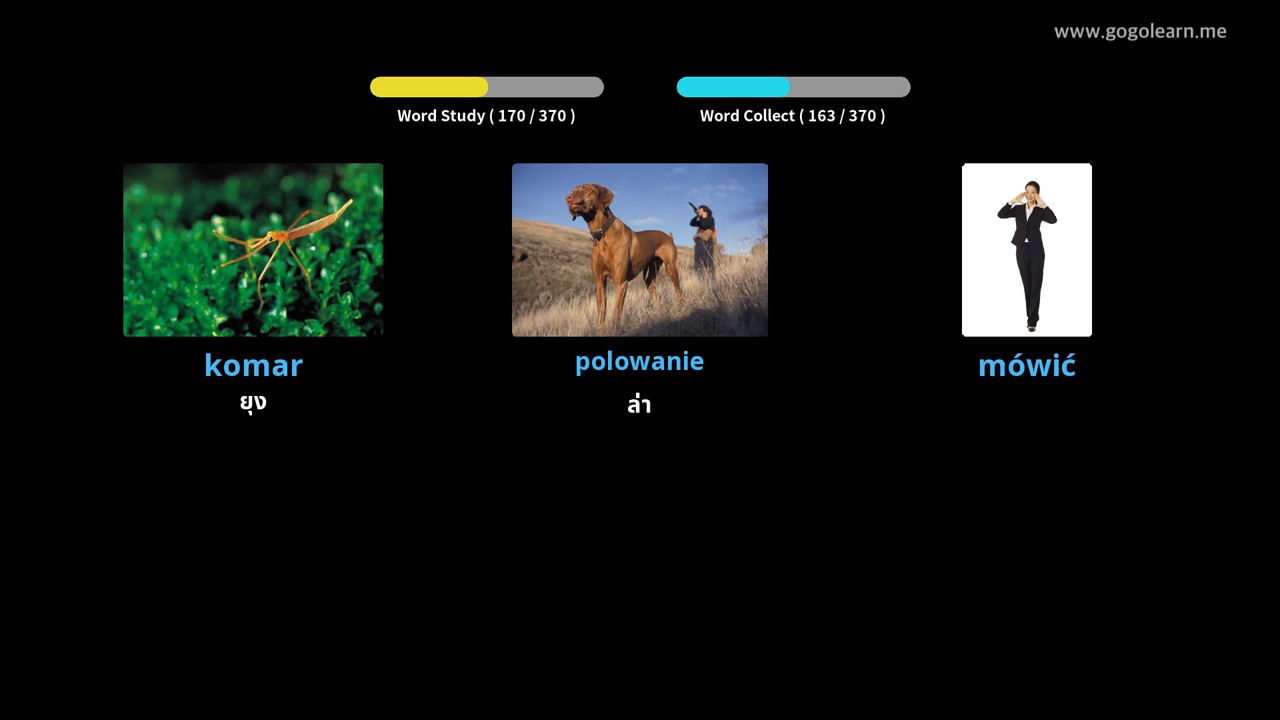 www.gogolearn.me
Word Study ( 170 / 370 )
Word Collect ( 163 / 370 )
komar
ยุง
polowanie
ล่า
mówić